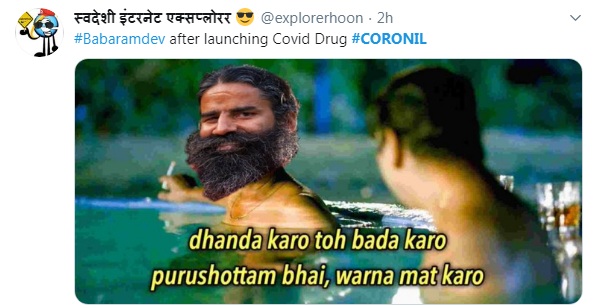 स्वदेशी इंटरनेट एक्सप्लोरर 😎 @explorerhoon · 2h
#Babaramdev after launching Covid Drug #CORONIL
dhanda karo toh bada karo
purushottam bhai, warna mat karo